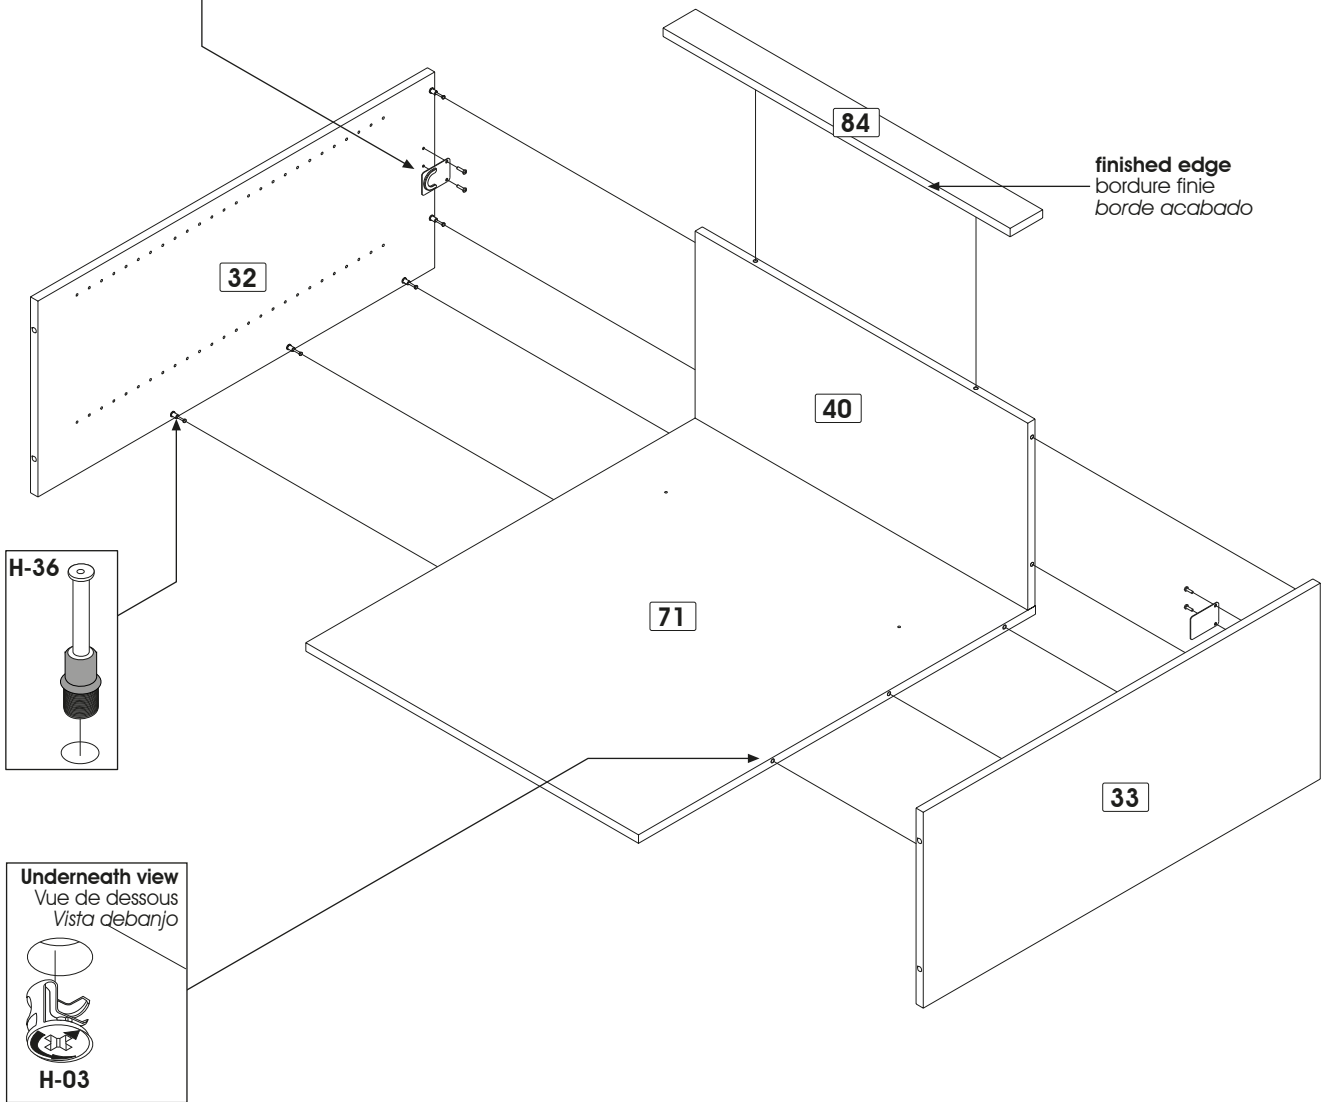 84
finished edge
bordure finie
borde acabado
32
40
H-36
71
33
Underneath view
Vue de dessous
Vista debanjo
H-03